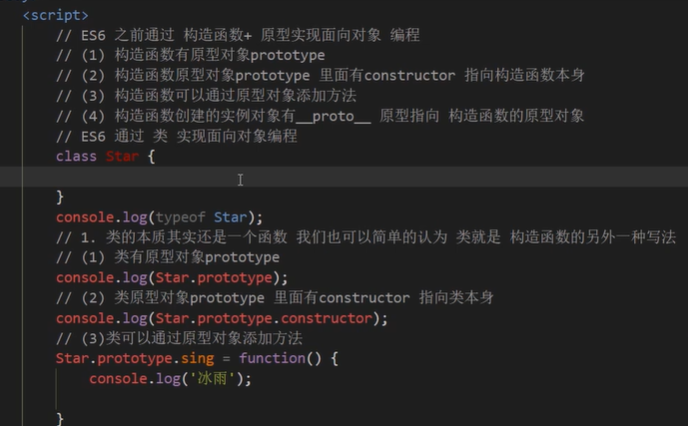 <script>
// ES6 之前通过 构造函数+ 原型实现面向对象 编程
// (1) 构造函数有原型对象prototype
// (2) 构造函数原型对象prototype 里面有constructor 指向构造函数本身
// (3) 构造函数可以通过原型对象添加方法
// (4) 构造函数创建的实例对象有__proto__ 原型指向 构造函数的原型对象
// ES6 通过 类 实现面向对象编程
class Star {
}
console.log(typeof Star);
// 1. 类的本质其实还是一个函数 我们也可以简单的认为 类就是 构造函数的另外一种写法
// (1) 类有原型对象prototype
console.log(Star.prototype);
// (2) 类原型对象prototype 里面有constructor 指向类本身
console.log(Star.prototype.constructor);
// (3)类可以通过原型对象添加方法
Star.prototype.sing = function() {
console.log('冰雨');
}